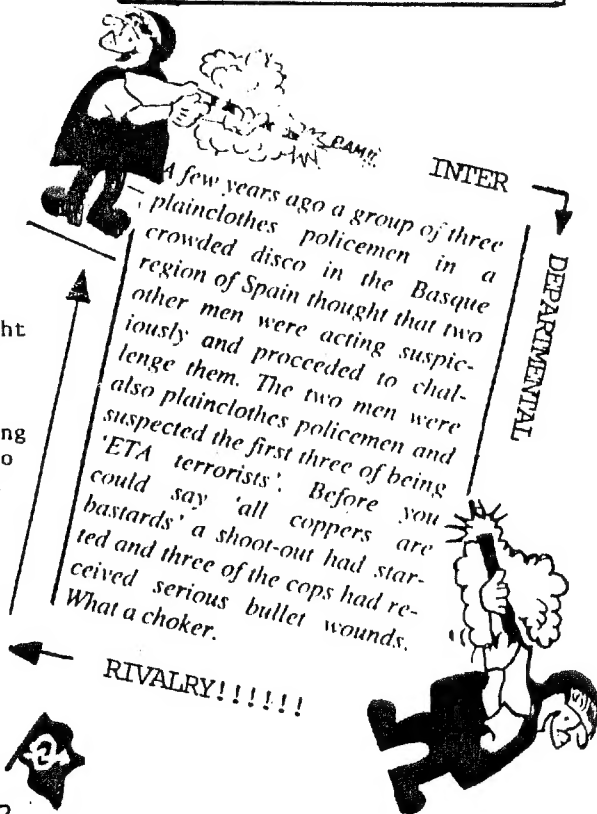 BAM!!
INTER
DEPARTMENTAL
A few years ago a group of three
plainclothes policemen in a
crowded disco in the Basque
region of Spain thought that two
other men were acting suspic-
iously and proceeded to chal-
lenge them. The two men were
also plainclothes policemen and
suspected the first three of being
'ETA terrorists'. Before you
could say 'all coppers are
bastards' a shoot-out had star-
ted and three of the cops had re-
ceived serious bullet wounds.
What a choker.
RIVALRY!!!!!!
ht
ng
o